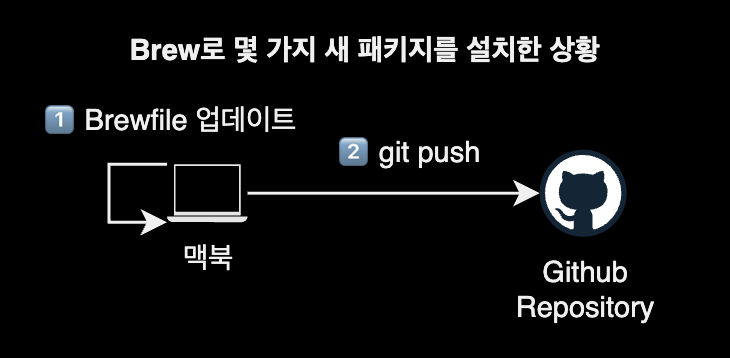 Brew로 몇 가지 새 패키지를 설치한 상황
1 Brewfile 업데이트
2 git push
맥북
Github
Repository